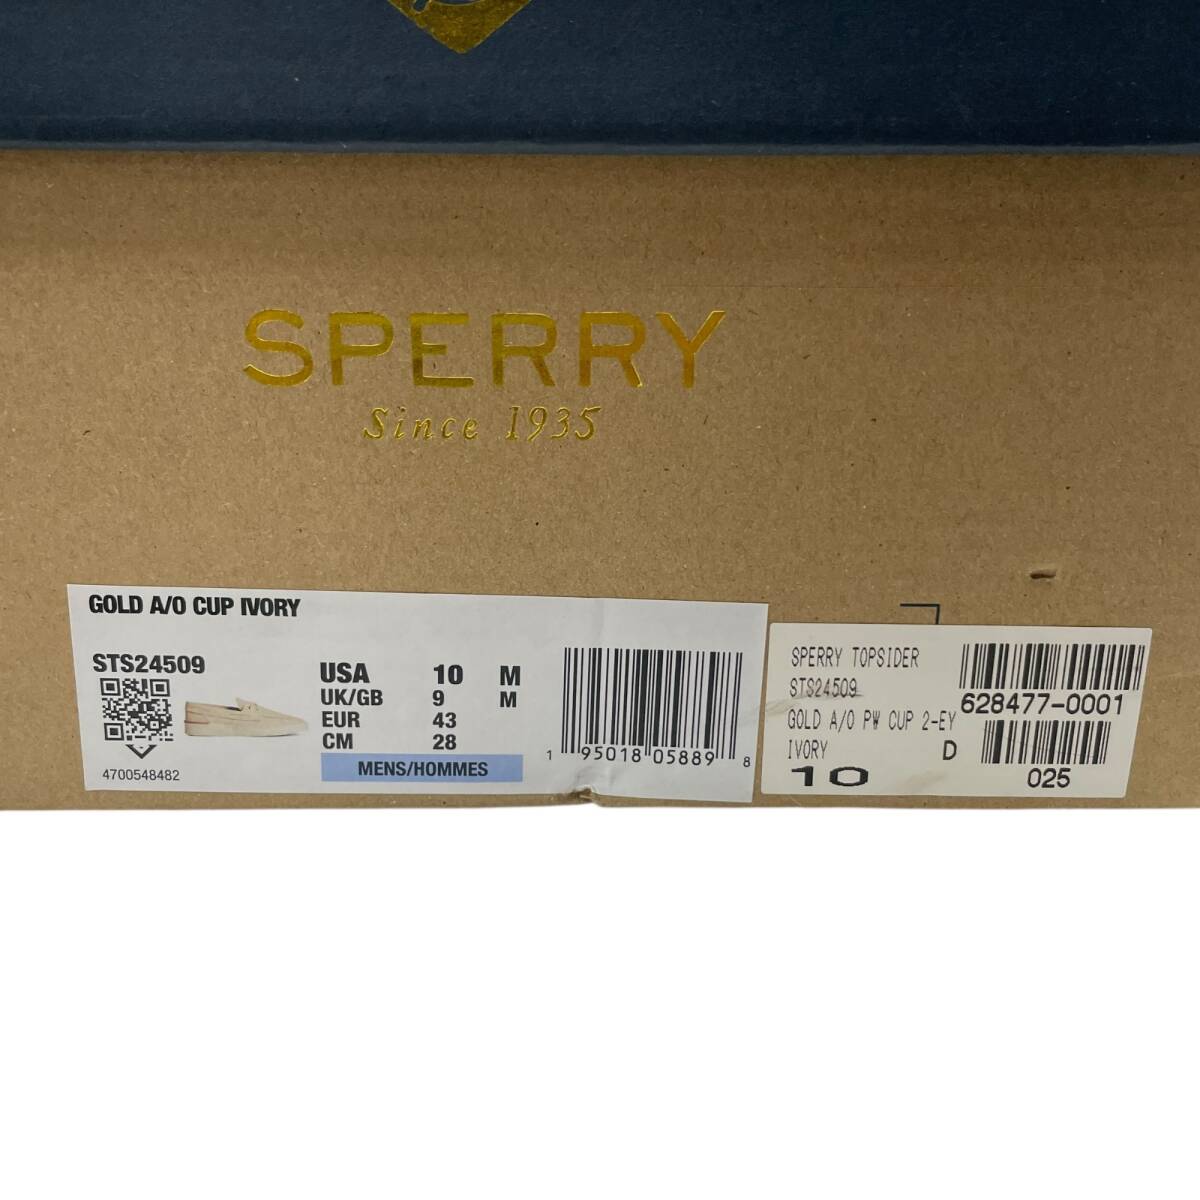 SPERRY
Since 1935
GOLD A/O CUP IVORY
STS24509
USA 10 M
UK/GB 9 M
EUR 43
CM 28
MENS/HOMMES
4700548482
1 95018 05889 8
SPERRY TOPSIDER
STS24509
628477-0001
GOLD A/O PW CUP 2-EY
IVORY D
10
025